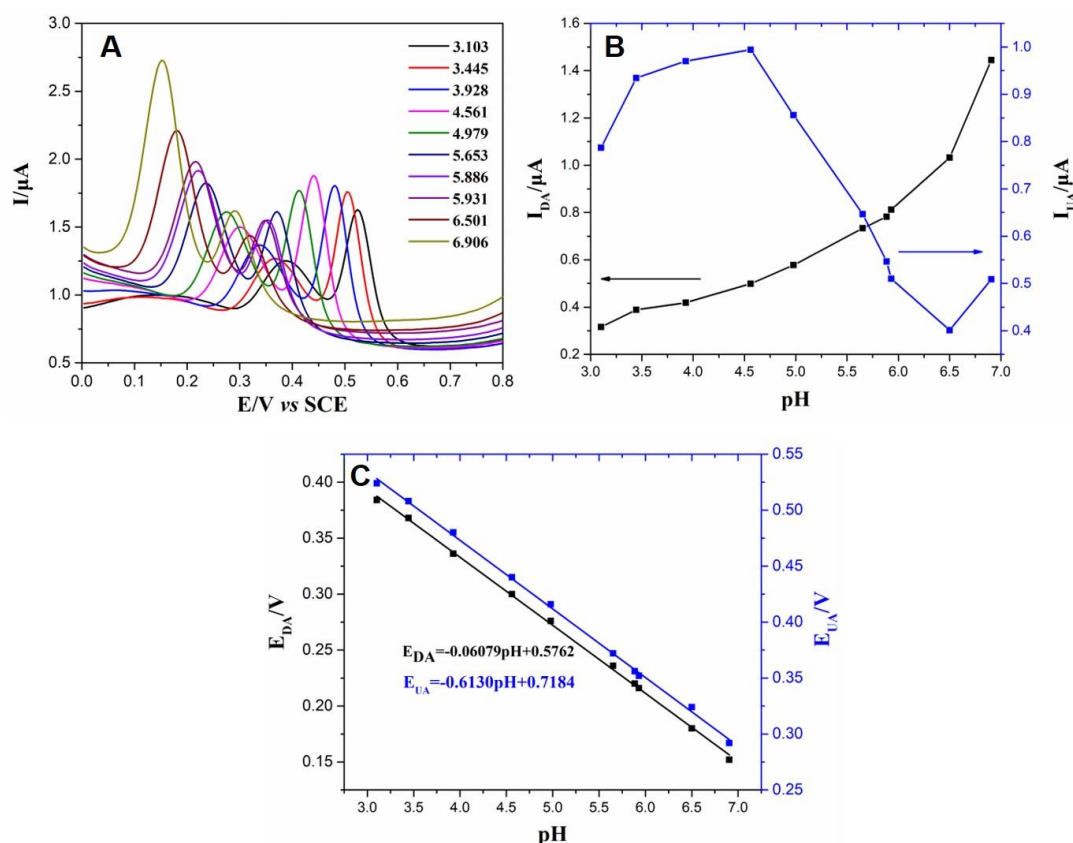 A
3.103
3.445
3.928
4.561
4.979
5.653
5.886
5.931
6.501
6.906
3.0
2.5
2.0
1.5
1.0
0.5
I/μA
0.0 0.1 0.2 0.3 0.4 0.5 0.6 0.7 0.8
E/V vs SCE
B
1.6
1.4
1.2
1.0
0.8
0.6
0.4
0.2
I_DA/μA
1.0
0.9
0.8
0.7
0.6
0.5
0.4
I_UA/μA
3.0 3.5 4.0 4.5 5.0 5.5 6.0 6.5 7.0
pH
C
0.40
0.35
0.30
0.25
0.20
0.15
E_DA/V
0.55
0.50
0.45
0.40
0.35
0.30
0.25
E_UA/V
E_DA=-0.06079pH+0.5762
E_UA=-0.6130pH+0.7184
3.0 3.5 4.0 4.5 5.0 5.5 6.0 6.5 7.0
pH